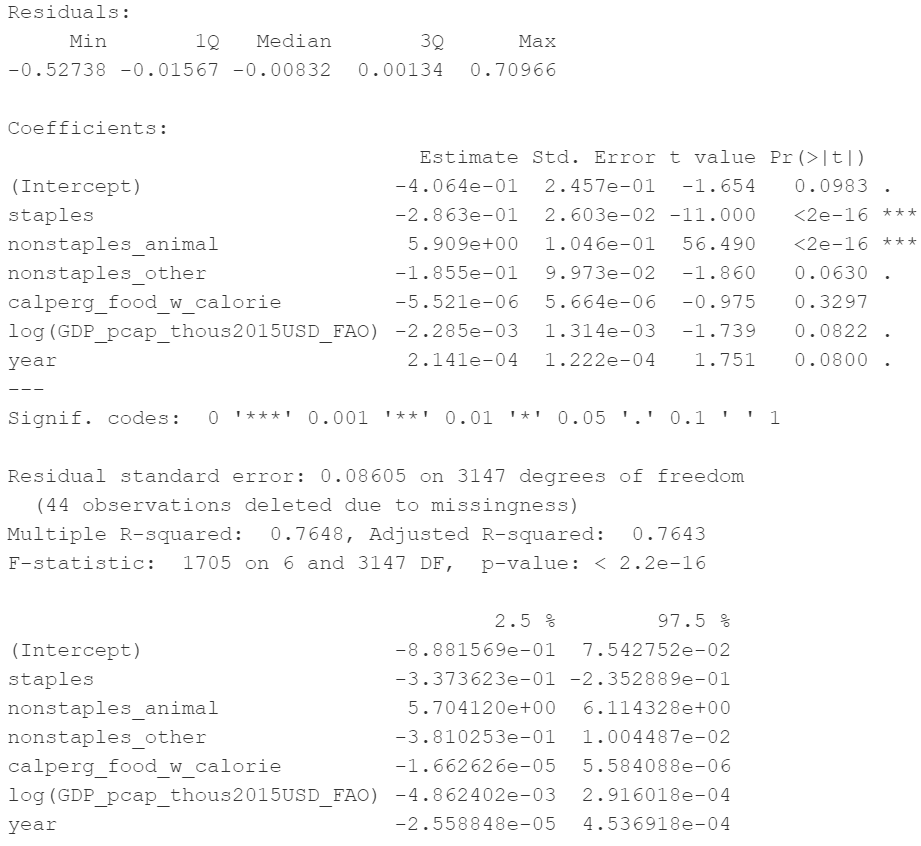 Residuals:
     Min       1Q   Median       3Q      Max
-0.52738 -0.01567 -0.00832  0.00134  0.70966

Coefficients:
                              Estimate Std. Error t value Pr(>|t|)
(Intercept)                 -4.064e-01  2.457e-01  -1.654   0.0983 .
staples                     -2.863e-01  2.603e-02 -11.000   <2e-16 ***
nonstaples_animal            5.909e+00  1.046e-01  56.490   <2e-16 ***
nonstaples_other            -1.855e-01  9.973e-02  -1.860   0.0630 .
calperg_food_w_calorie      -5.521e-06  5.664e-06  -0.975   0.3297
log(GDP_pcap_thous2015USD_FAO) -2.285e-03  1.314e-03  -1.739   0.0822 .
year                         2.141e-04  1.222e-04   1.751   0.0800 .
---
Signif. codes:  0 '***' 0.001 '**' 0.01 '*' 0.05 '.' 0.1 ' ' 1

Residual standard error: 0.08605 on 3147 degrees of freedom
  (44 observations deleted due to missingness)
Multiple R-squared:  0.7648, Adjusted R-squared:  0.7643
F-statistic:  1705 on 6 and 3147 DF,  p-value: < 2.2e-16

                                    2.5 %        97.5 %
(Intercept)                 -8.881569e-01  7.542752e-02
staples                     -3.373623e-01 -2.352889e-01
nonstaples_animal            5.704120e+00  6.114328e+00
nonstaples_other            -3.810253e-01  1.004487e-02
calperg_food_w_calorie      -1.662626e-05  5.584088e-06
log(GDP_pcap_thous2015USD_FAO) -4.862402e-03  2.916018e-04
year                        -2.558848e-05  4.536918e-04